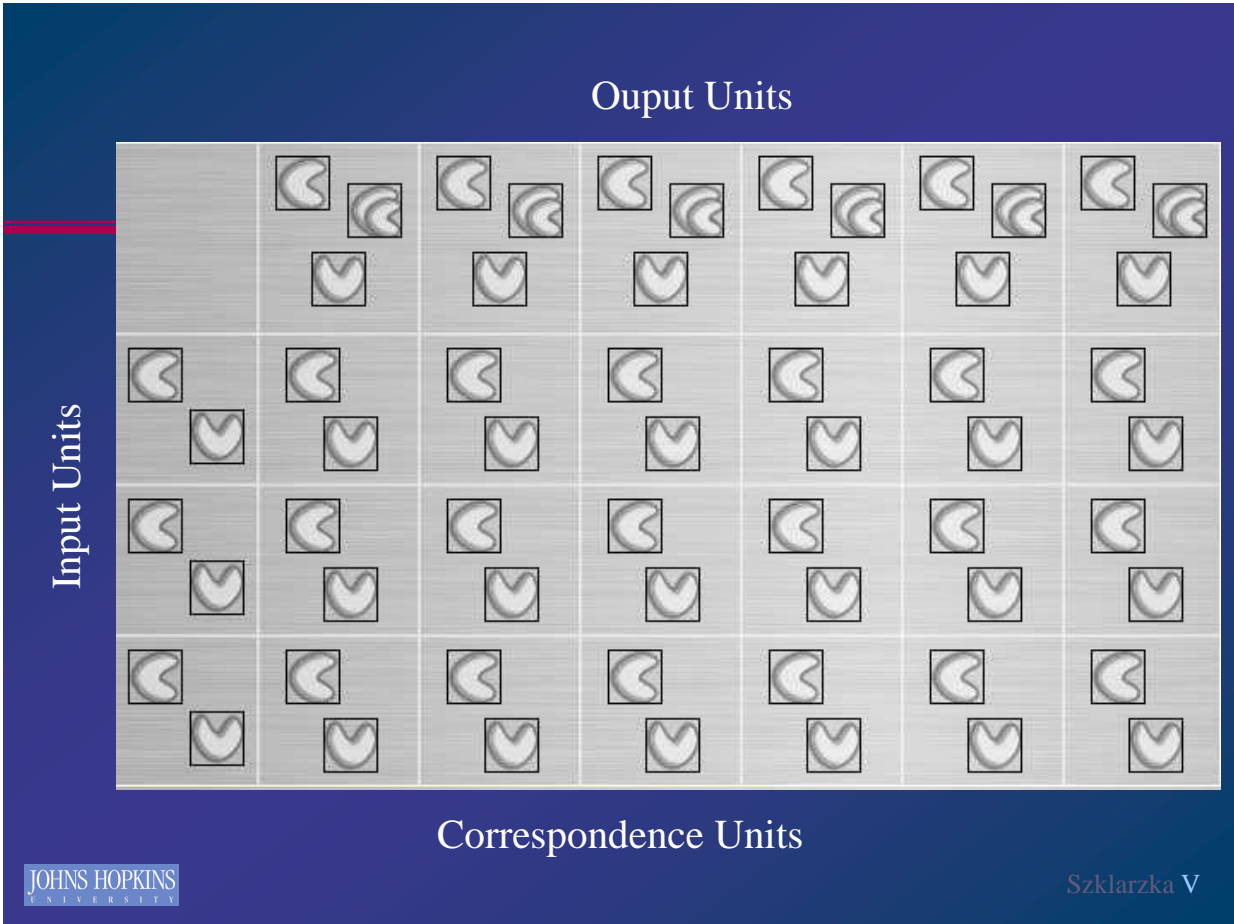 Ouput Units
Input Units
Correspondence Units
JOHNS HOPKINS
UNIVERSITY
Szklarzka V